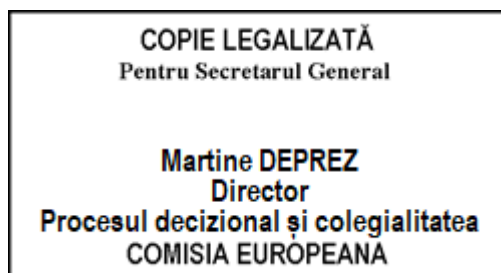 COPIE LEGALIZATĂ
Pentru Secretarul General
Martine DEPREZ
Director
Procesul decizional și colegialitatea
COMISIA EUROPEANA